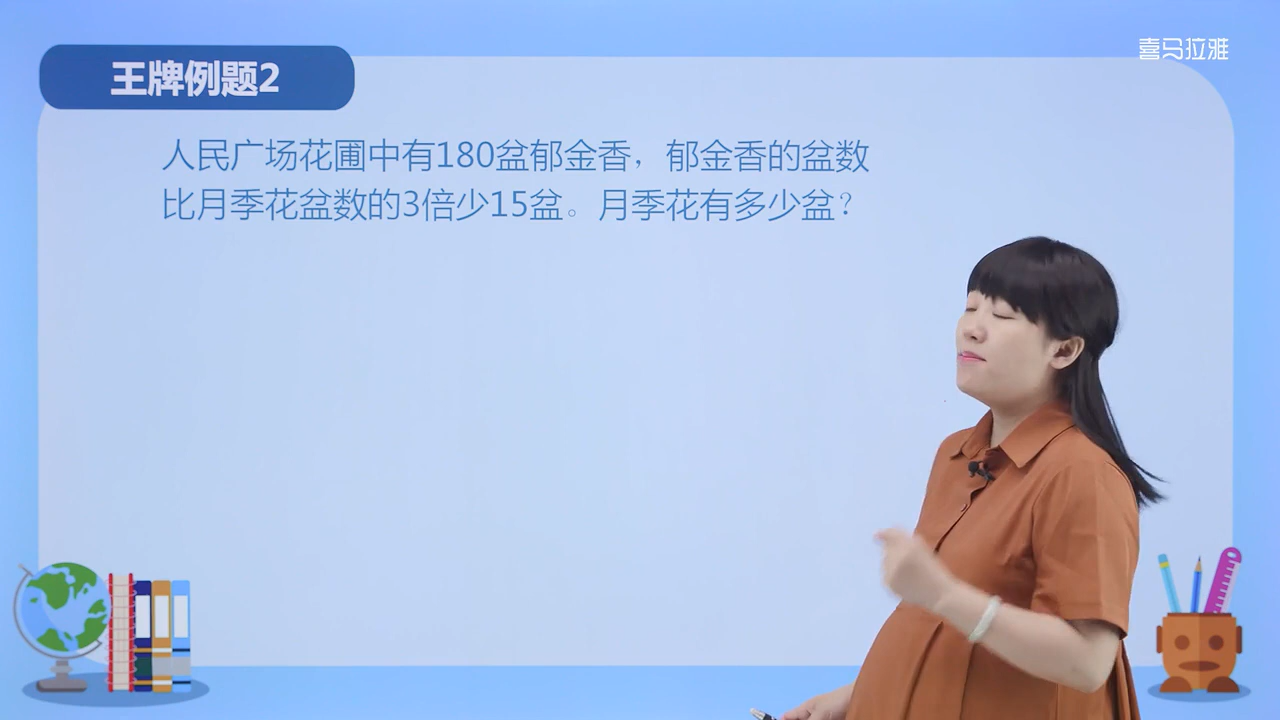 喜马拉雅
王牌例题2
人民广场花圃中有180盆郁金香，郁金香的盆数
比月季花盆数的3倍少15盆。月季花有多少盆？